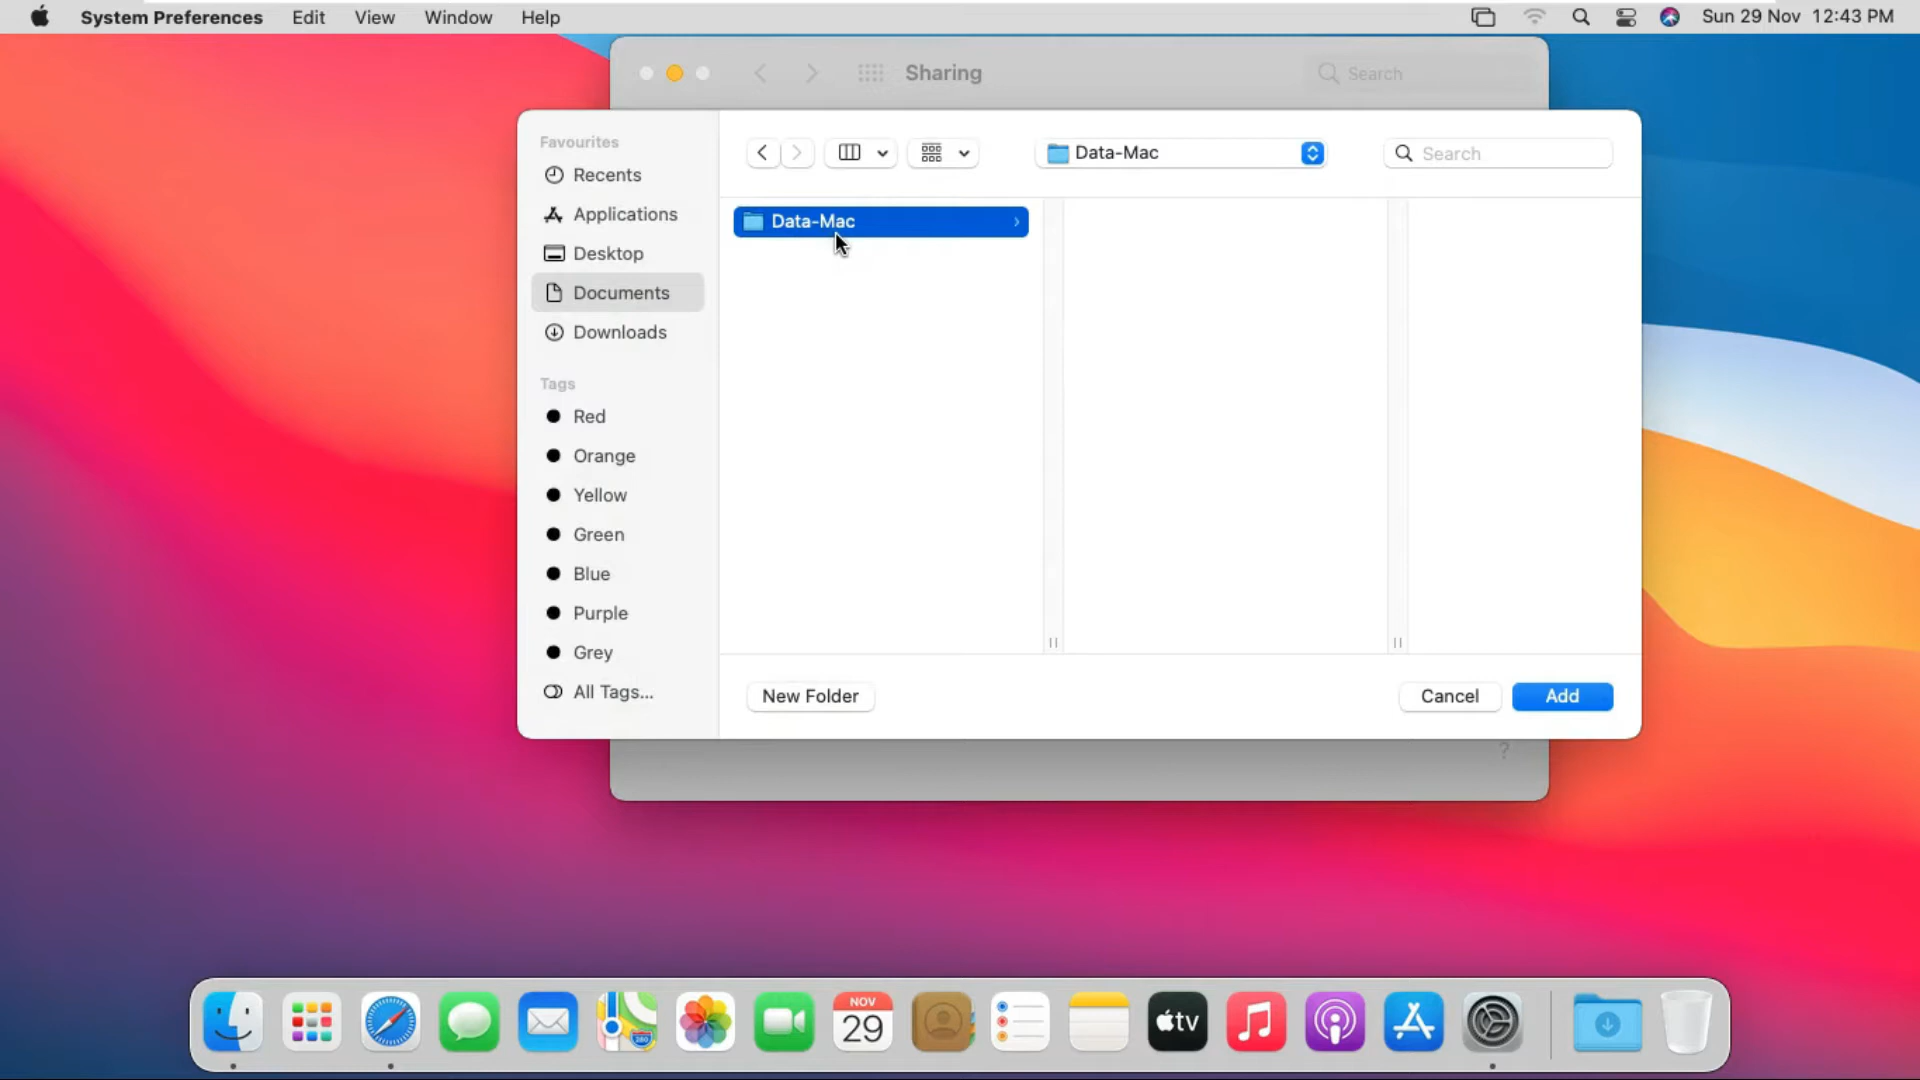 System Preferences Edit View Window Help Sun 29 Nov 12:43 PM
Sharing Search
Favourites
Recents
Applications
Desktop
Documents
Downloads
Tags
Red
Orange
Yellow
Green
Blue
Purple
Grey
All Tags...
Data-Mac Search
Data-Mac
New Folder Cancel Add
?
280
NOV
29
tv